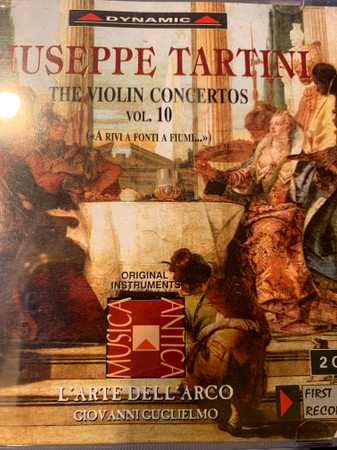 DYNAMIC
IUSEPPE TARTINI
THE VIOLIN CONCERTOS
VOL. 10
(«A RIVI A FONTI A FIUMI...»)
ORIGINAL
INSTRUMENTS
MUSICA
ANTICA
2 C
L'ARTE DELL'ARCO
GIOVANNI GUGLIELMO
FIRST
RECO